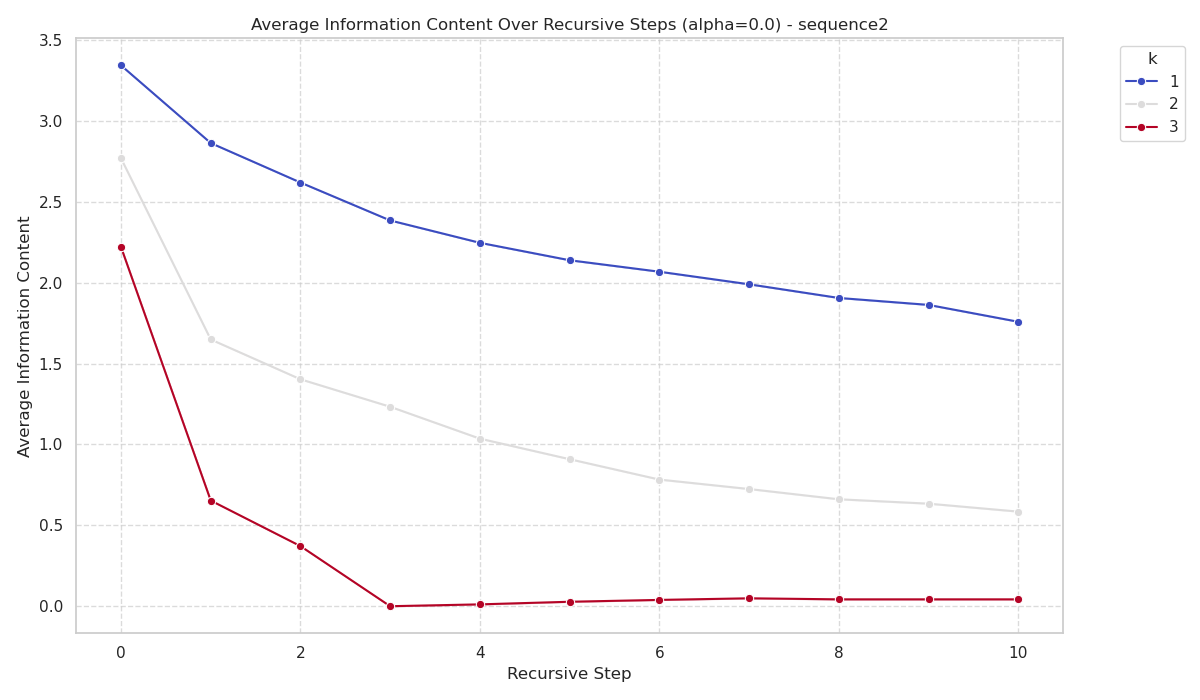 Average Information Content Over Recursive Steps (alpha=0.0) - sequence2
3.5
3.0
2.5
2.0
1.5
1.0
0.5
0.0
Average Information Content
0 2 4 6 8 10
Recursive Step
k
1
2
3